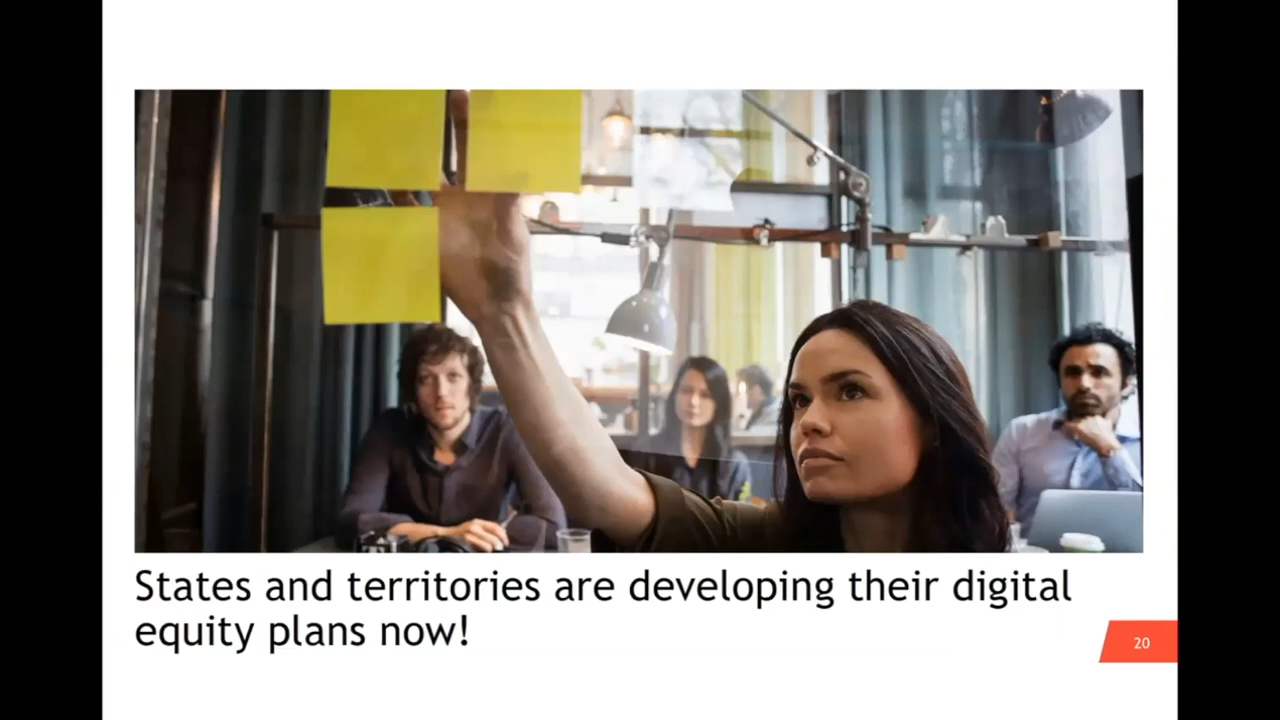 States and territories are developing their digital
equity plans now!
20